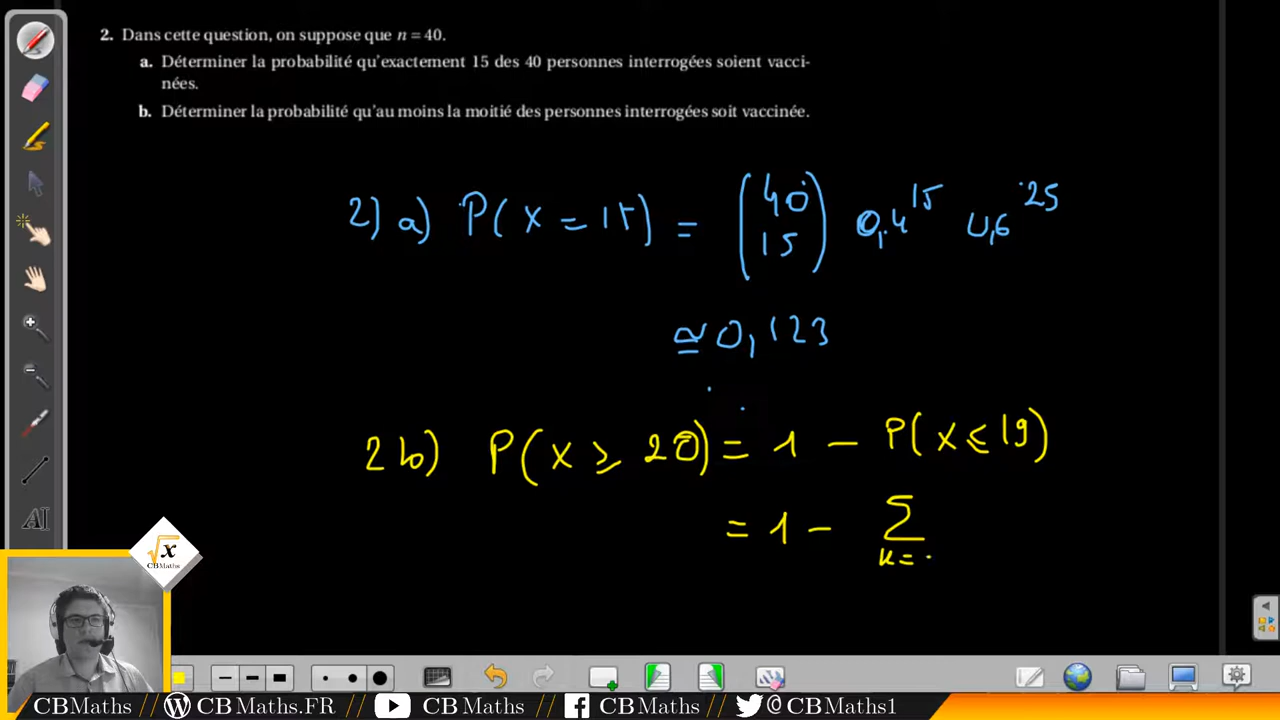 2. Dans cette question, on suppose que n = 40.
a. Déterminer la probabilité qu'exactement 15 des 40 personnes interrogées soient vacci-
nées.
b. Déterminer la probabilité qu'au moins la moitié des personnes interrogées soit vaccinée.
2) a) P(X = 15) = (40 15) 0,4^15 0,6^25
≅ 0,123
2b) P(X ⩾ 20) = 1 − P(X ⩽ 19)
= 1 − ∑
k=
AI
√x
CBMaths
CBMaths // CBMaths.FR // CBMaths // CBMaths // @CBMaths1